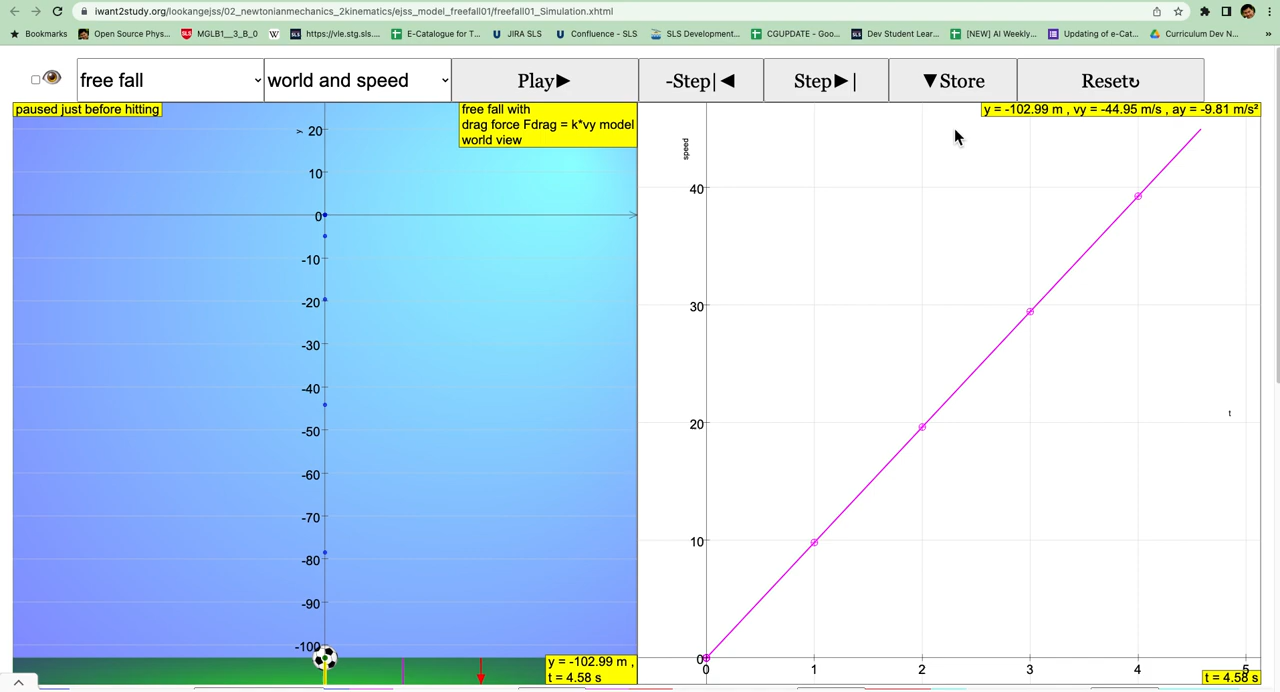 iwant2study.org/lookangejss/02_newtonianmechanics_2kinematics/ejss_model_freefall01/freefall01_Simulation.xhtml
Bookmarks Open Source Phys... MGLB1__3_B_0 https://vle.stg.sls.... E-Catalogue for T... JIRA SLS Confluence - SLS SLS Development... CGUPDATE - Goo... Dev Student Lear... [NEW] AI Weekly... Updating of e-Cat... Curriculum Dev N... »
free fall world and speed Play▶ -Step|◀ Step▶| ▼Store Reset↻
paused just before hitting
free fall with
drag force Fdrag = k*vy model
world view
y = -102.99 m , vy = -44.95 m/s , ay = -9.81 m/s²
y
20
10
0
-10
-20
-30
-40
-50
-60
-70
-80
-90
-100
y = -102.99 m ,
t = 4.58 s
speed
40
30
20
10
0
t
0 1 2 3 4 5
t = 4.58 s